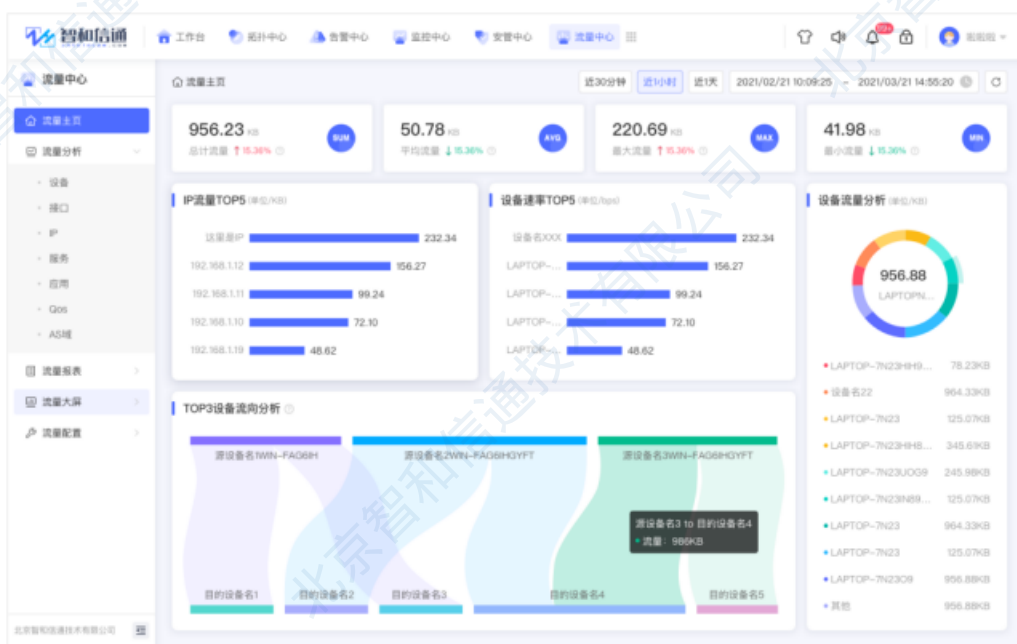 智和信通 工作台 拓扑中心 告警中心 监控中心 安管中心 流量中心 99+ 啦啦啦
流量中心
流量主页
流量分析
设备
接口
IP
服务
应用
Qos
AS域
流量报表
流量大屏
流量配置
北京智和信通技术有限公司
流量主页 近30分钟 近1小时 近1天 2021/02/21 10:09:25 - 2021/03/21 14:55:20
956.23 KB SUM
总计流量 15.36%
50.78 KB AVG
平均流量 15.36%
220.69 KB MAX
最大流量 15.36%
41.98 KB MIN
最小流量 15.36%
IP流量TOP5 (单位/KB)
这里是IP 232.34
192.168.1.12 156.27
192.168.1.11 99.24
192.168.1.10 72.10
192.168.1.19 48.62
设备速率TOP5 (单位/bps)
设备名XXX 232.34
LAPTOP-... 156.27
LAPTOP-... 99.24
LAPTOP-... 72.10
LAPTOP-... 48.62
TOP3设备流向分析
源设备名1WIN-FAG6IH 源设备名2WIN-FAG6IHGYFT 源设备名3WIN-FAG6IHGYFT
源设备名3 to 目的设备名4
流量: 986KB
目的设备名1 目的设备名2 目的设备名3 目的设备名4 目的设备名5
设备流量分析 (单位/KB)
956.88
LAPTOPN...
LAPTOP-7N23HIH9... 78.23KB
设备名22 964.33KB
LAPTOP-7N23 125.07KB
LAPTOP-7N23HIH8... 345.61KB
LAPTOP-7N23UOG9 245.98KB
LAPTOP-7N23IN89... 125.07KB
LAPTOP-7N23 964.33KB
LAPTOP-7N23 125.07KB
LAPTOP-7N23O9 956.88KB
其他 956.88KB
北京智和信通技术有限公司